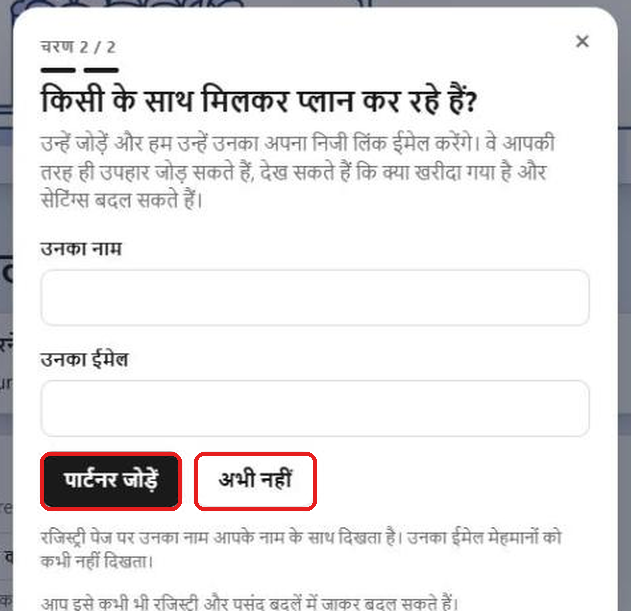 चरण 2 / 2
×
किसी के साथ मिलकर प्लान कर रहे हैं?
उन्हें जोड़ें और हम उन्हें उनका अपना निजी लिंक ईमेल करेंगे। वे आपकी
तरह ही उपहार जोड़ सकते हैं, देख सकते हैं कि क्या खरीदा गया है और
सेटिंग्स बदल सकते हैं।
उनका नाम
उनका ईमेल
पार्टनर जोड़ें अभी नहीं
रजिस्ट्री पेज पर उनका नाम आपके नाम के साथ दिखता है। उनका ईमेल मेहमानों को
कभी नहीं दिखता।
आप इसे कभी भी रजिस्ट्री और पसंद बदलें में जाकर बदल सकते हैं।